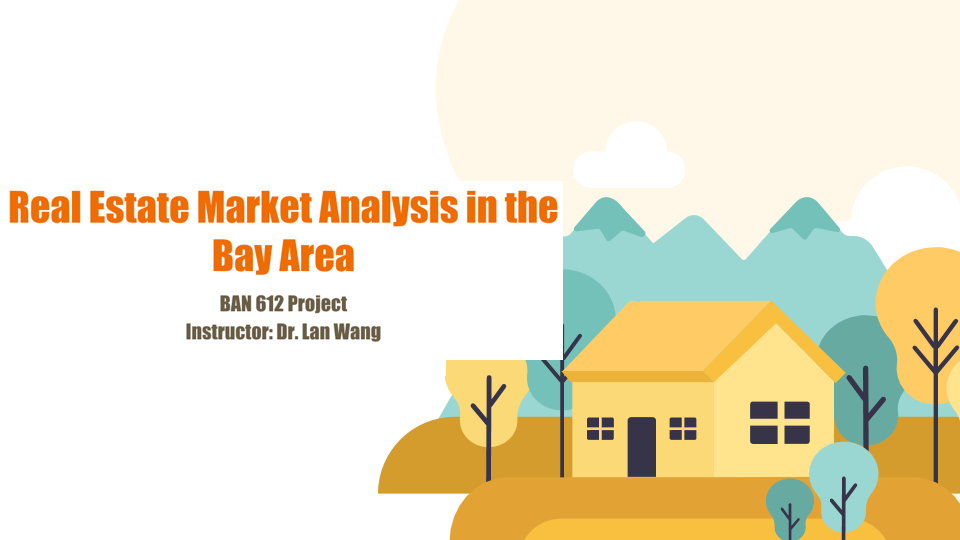 Real Estate Market Analysis in the
Bay Area
BAN 612 Project
Instructor: Dr. Lan Wang